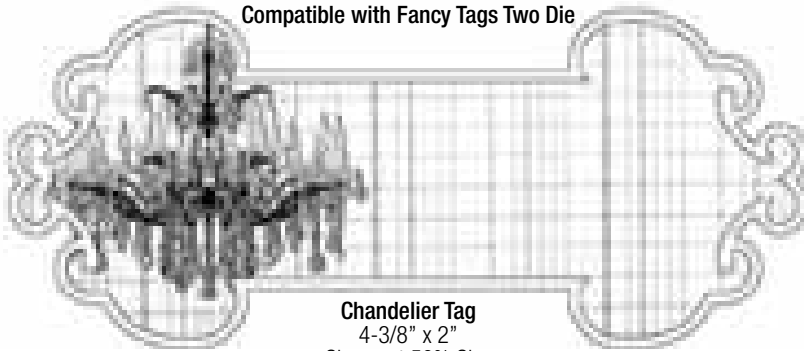 Compatible with Fancy Tags Two Die
Chandelier Tag
4-3/8” x 2”